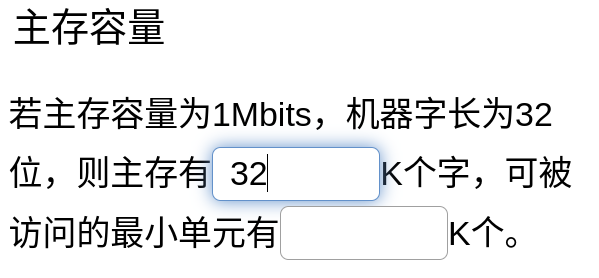 主存容量
若主存容量为1Mbits，机器字长为32
位，则主存有 32 K个字，可被
访问的最小单元有 K个。